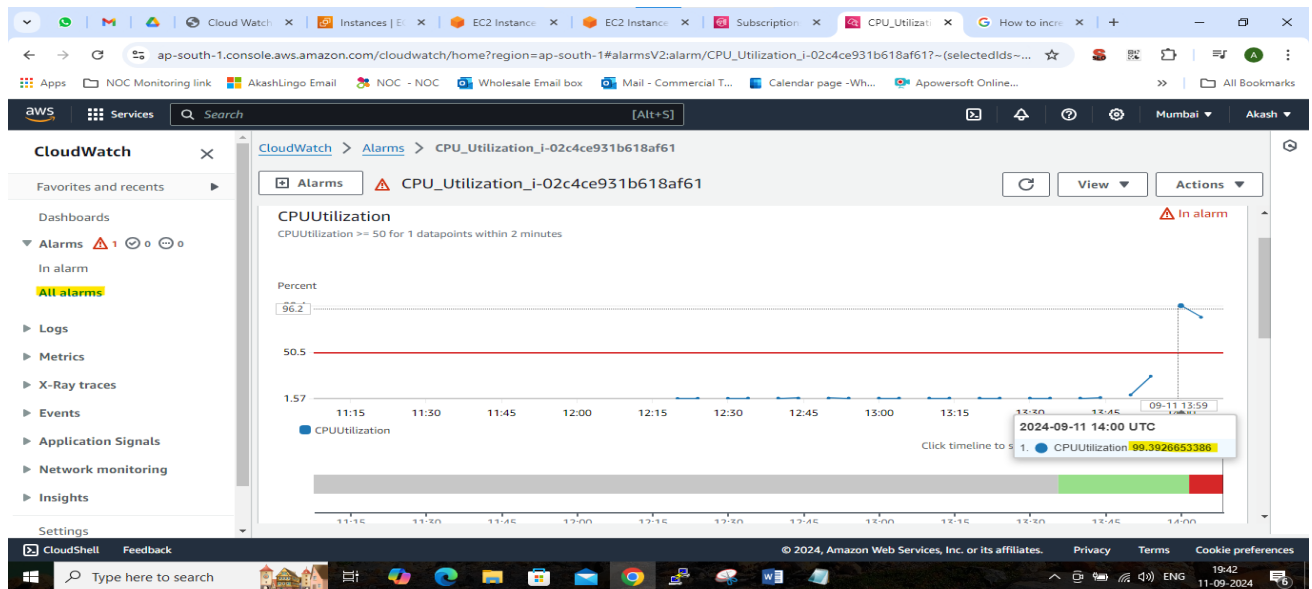 Cloud Watch
Instances | E
EC2 Instance
EC2 Instance
Subscription
CPU_Utilizati
How to incre
ap-south-1.console.aws.amazon.com/cloudwatch/home?region=ap-south-1#alarmsV2:alarm/CPU_Utilization_i-02c4ce931b618af61?~(selectedIds~...
A
Apps
NOC Monitoring link
AkashLingo Email
NOC - NOC
Wholesale Email box
Mail - Commercial T...
Calendar page -Wh...
Apowersoft Online...
»
All Bookmarks
aws
Services
Search
[Alt+S]
Mumbai ▼
Akash ▼
CloudWatch
CloudWatch > Alarms > CPU_Utilization_i-02c4ce931b618af61
Favorites and recents
Alarms
CPU_Utilization_i-02c4ce931b618af61
View ▼
Actions ▼
Dashboards
Alarms 1 0 0
In alarm
All alarms
Logs
Metrics
X-Ray traces
Events
Application Signals
Network monitoring
Insights
Settings
CPUUtilization
In alarm
CPUUtilization >= 50 for 1 datapoints within 2 minutes
Percent
96.2
50.5
1.57
11:15 11:30 11:45 12:00 12:15 12:30 12:45 13:00 13:15 13:30 13:45
09-11 13:59
CPUUtilization
2024-09-11 14:00 UTC
Click timeline to s
1. CPUUtilization 99.3926653386
11:15 11:30 11:45 12:00 12:15 12:30 12:45 13:00 13:15 13:30 13:45 14:00
CloudShell
Feedback
© 2024, Amazon Web Services, Inc. or its affiliates.
Privacy
Terms
Cookie preferences
Type here to search
ENG
19:42
11-09-2024
6